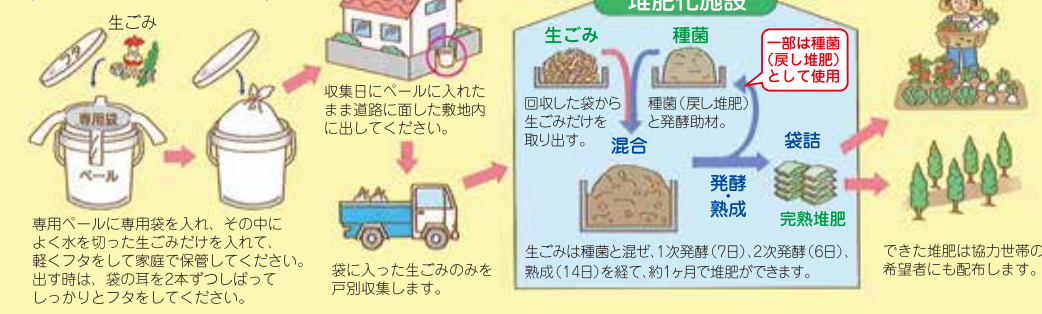 生ごみ
フタ
専用袋
ペール
専用ペールに専用袋を入れ、その中に
よく水を切った生ごみだけを入れて、
軽くフタをして家庭で保管してください。
出す時は、袋の耳を2本ずつしばって
しっかりとフタをしてください。
収集日にペールに入れた
まま道路に面した敷地内
に出してください。
袋に入った生ごみのみを
戸別収集します。
堆肥化施設
生ごみ
種菌
一部は種菌
(戻し堆肥)
として使用
回収した袋から
生ごみだけを
取り出す。
種菌(戻し堆肥)
と発酵助材。
混合
発酵
・
熟成
袋詰
完熟堆肥
生ごみは種菌と混ぜ、1次発酵(7日)、2次発酵(6日)、
熟成(14日)を経て、約1ヶ月で堆肥ができます。
できた堆肥は協力世帯の
希望者にも配布します。